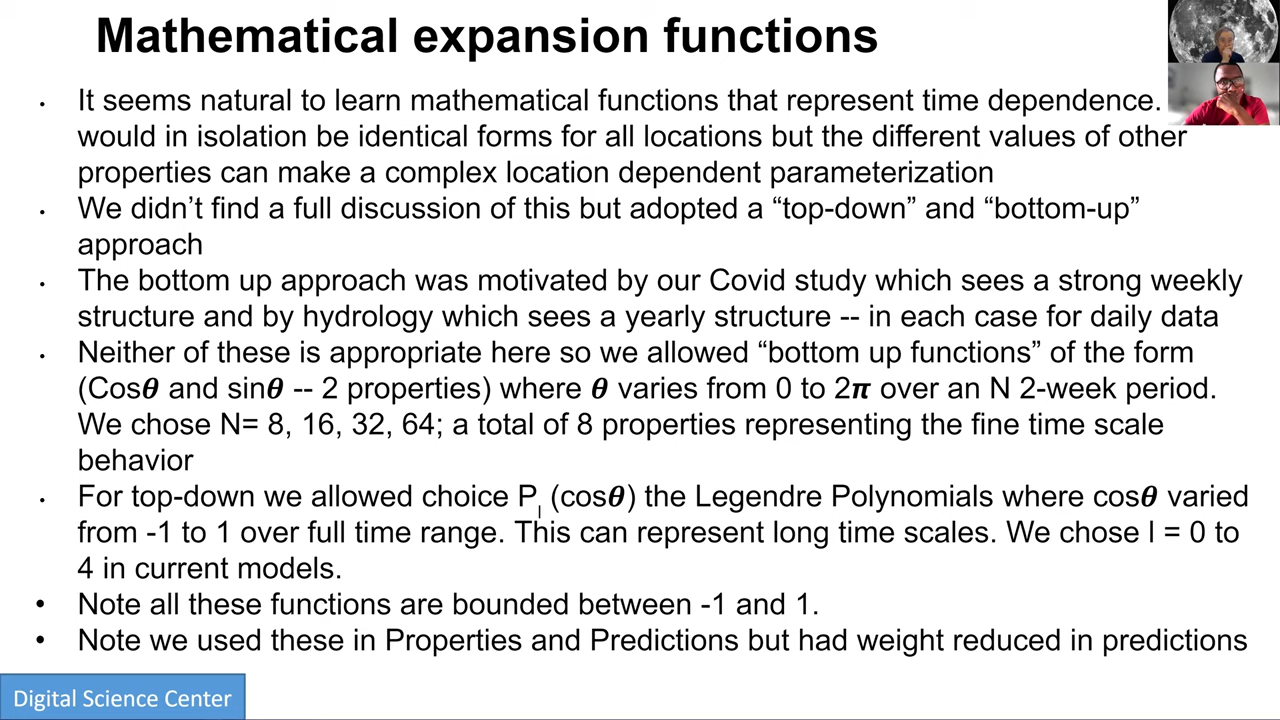 Mathematical expansion functions
• It seems natural to learn mathematical functions that represent time dependence.
would in isolation be identical forms for all locations but the different values of other
properties can make a complex location dependent parameterization
• We didn’t find a full discussion of this but adopted a “top-down” and “bottom-up”
approach
• The bottom up approach was motivated by our Covid study which sees a strong weekly
structure and by hydrology which sees a yearly structure -- in each case for daily data
• Neither of these is appropriate here so we allowed “bottom up functions” of the form
(Cosθ and sinθ -- 2 properties) where θ varies from 0 to 2π over an N 2-week period.
We chose N= 8, 16, 32, 64; a total of 8 properties representing the fine time scale
behavior
• For top-down we allowed choice Pl (cosθ) the Legendre Polynomials where cosθ varied
from -1 to 1 over full time range. This can represent long time scales. We chose l = 0 to
4 in current models.
• Note all these functions are bounded between -1 and 1.
• Note we used these in Properties and Predictions but had weight reduced in predictions
Digital Science Center